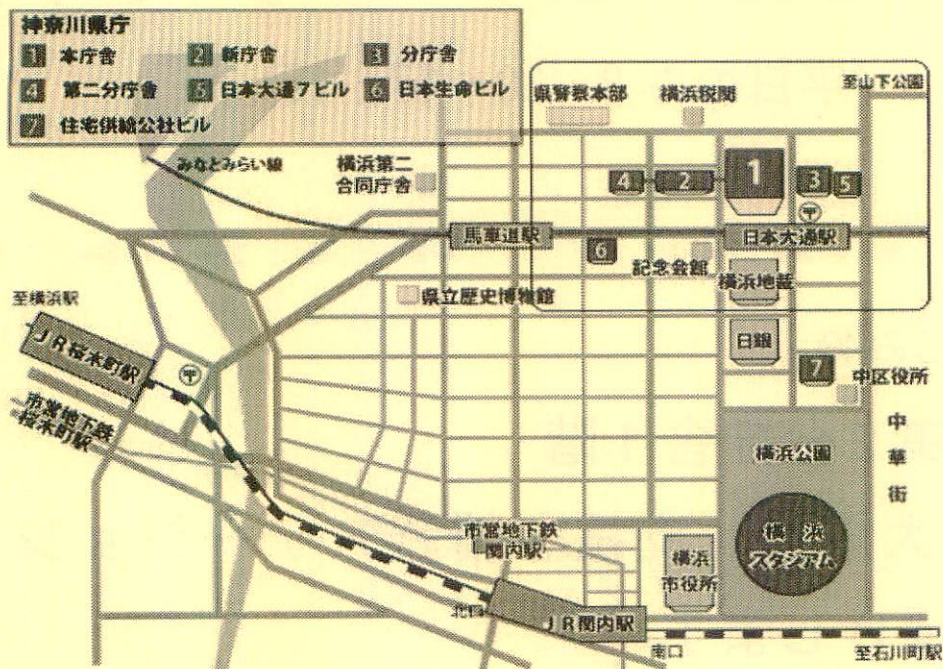 神奈川県庁
1 本庁舎 2 新庁舎 3 分庁舎
4 第二分庁舎 5 日本大通7ビル 6 日本生命ビル
7 住宅供給公社ビル
至山下公園
県警察本部 横浜税関
みなとみらい線
横浜第二
合同庁舎
4 2 1 3 5
〒
馬車道駅
日本大通駅
6
記念会館
横浜地裁
至横浜駅
県立歴史博物館
JR桜木町駅
〒
日銀
7
中区役所
市営地下鉄
桜木町駅
中華街
横浜公園
横浜
スタジアム
市営地下鉄
関内駅
横浜
市役所
北口
JR関内駅
南口
至石川町駅